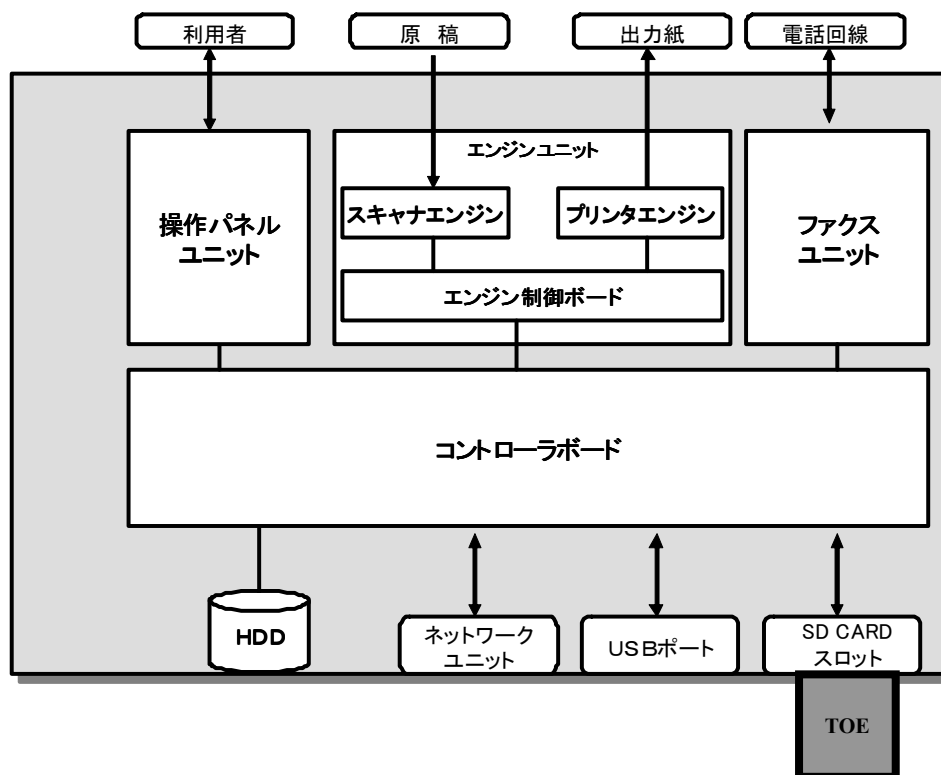 利用者
原 稿
出力紙
電話回線
エンジンユニット
操作パネル
ユニット
スキャナエンジン
プリンタエンジン
ファクス
ユニット
エンジン制御ボード
コントローラボード
HDD
ネットワーク
ユニット
USBポート
SD CARD
スロット
TOE